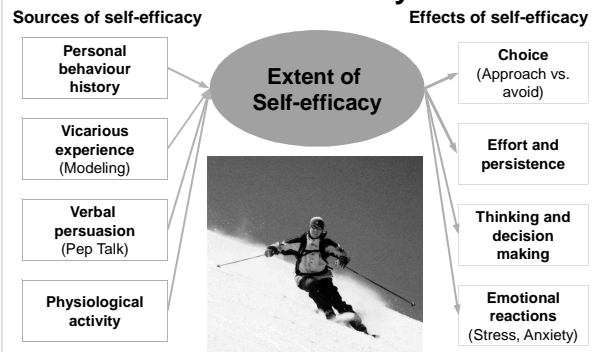 Sources of self-efficacy
Effects of self-efficacy
Personal
behaviour
history
Vicarious
experience
(Modeling)
Verbal
persuasion
(Pep Talk)
Physiological
activity
Extent of
Self-efficacy
Choice
(Approach vs.
avoid)
Effort and
persistence
Thinking and
decision
making
Emotional
reactions
(Stress, Anxiety)